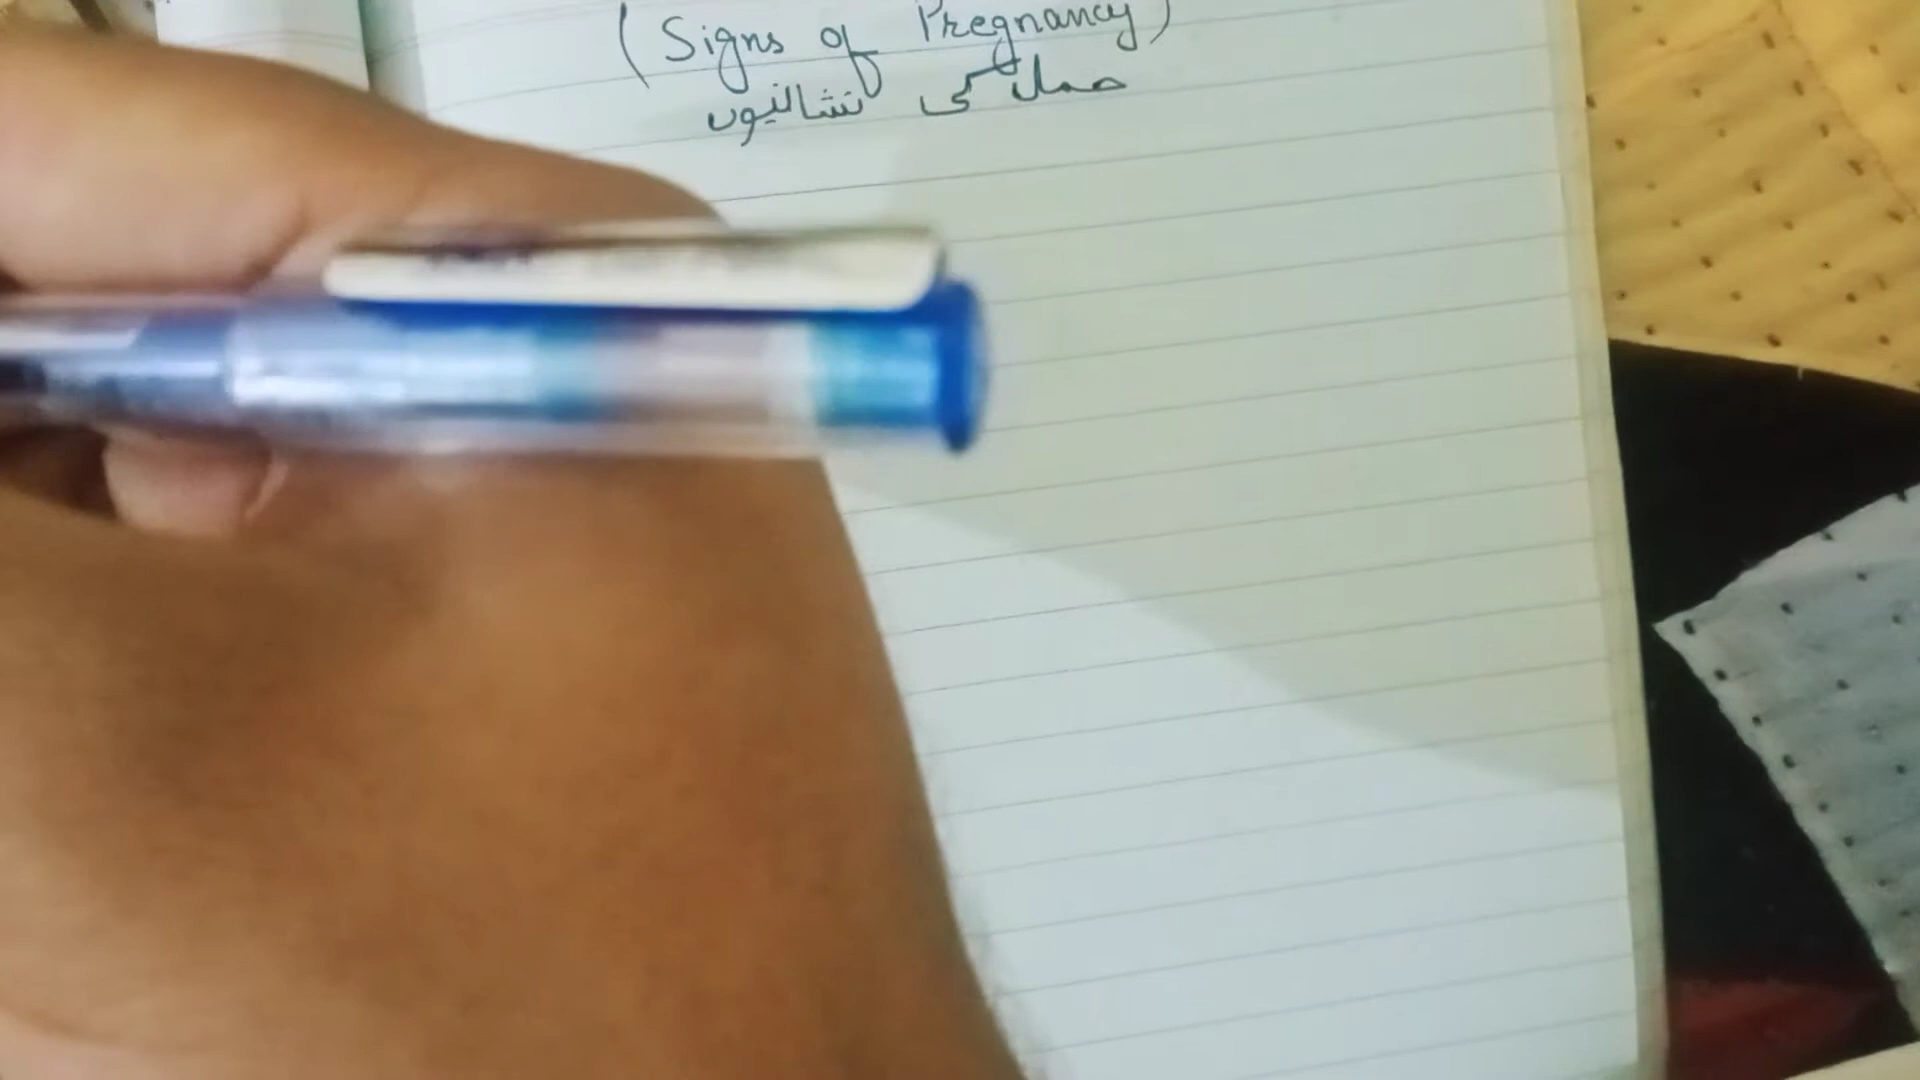 (Signs of Pregnancy)
حمل کی نشانیوں